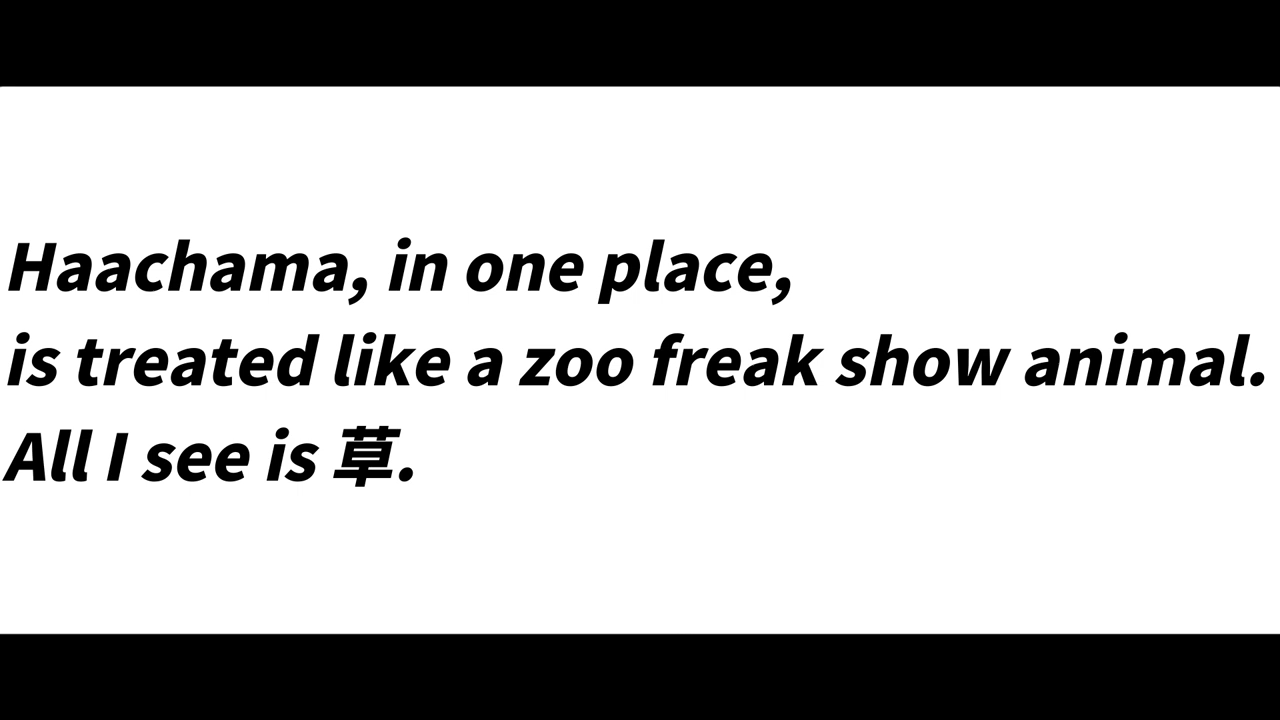 Haachama, in one place,
is treated like a zoo freak show animal.
All I see is 草.